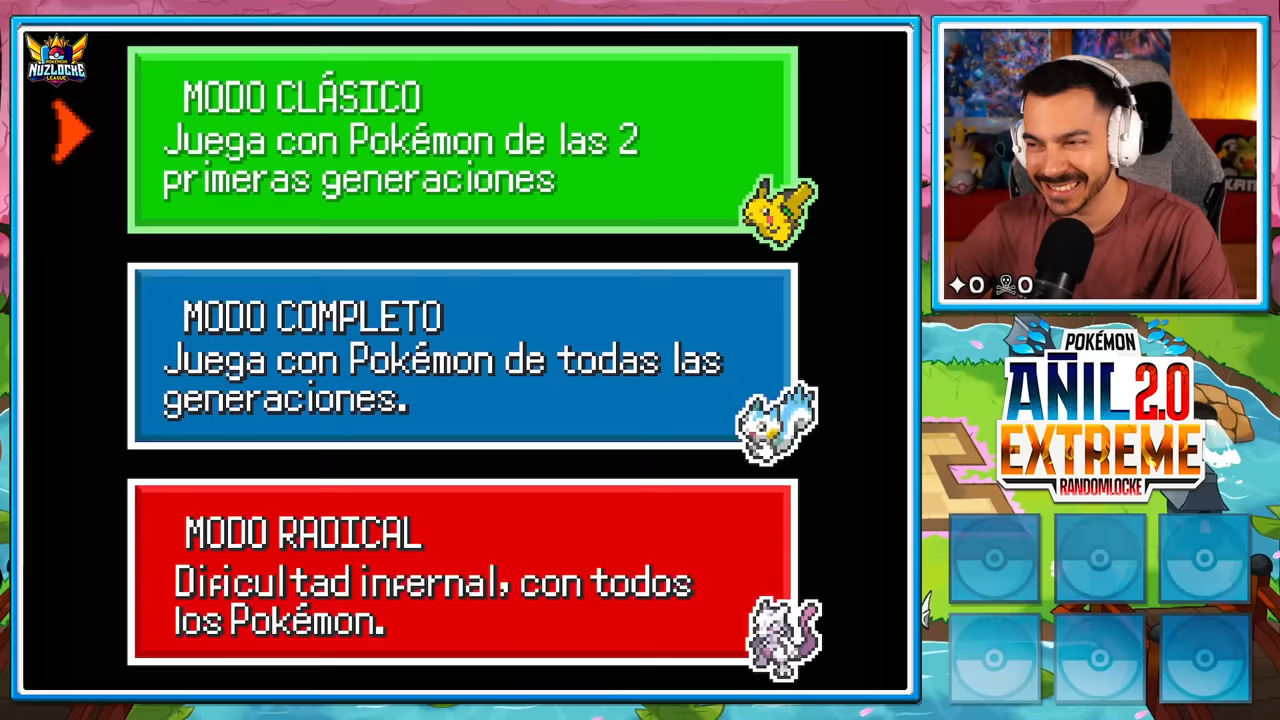 POKÉMON
NUZLOCKE
LEAGUE
MODO CLÁSICO
Juega con Pokémon de las 2
primeras generaciones
MODO COMPLETO
Juega con Pokémon de todas las
generaciones.
MODO RADICAL
Dificultad infernal, con todos
los Pokémon.
0 0
POKÉMON
AÑIL 2.0
EXTREME
RANDOMLOCKE